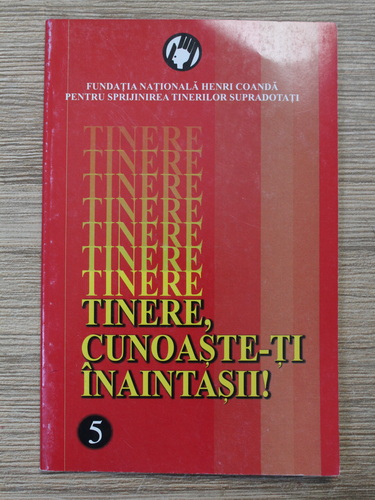 FUNDAȚIA NAȚIONALĂ HENRI COANDĂ
PENTRU SPRIJINIREA TINERILOR SUPRADOTAȚI
TINERE
TINERE
TINERE
TINERE
TINERE
TINERE
TINERE
TINERE,
CUNOAȘTE-ȚI
ÎNAINTAȘII!
5